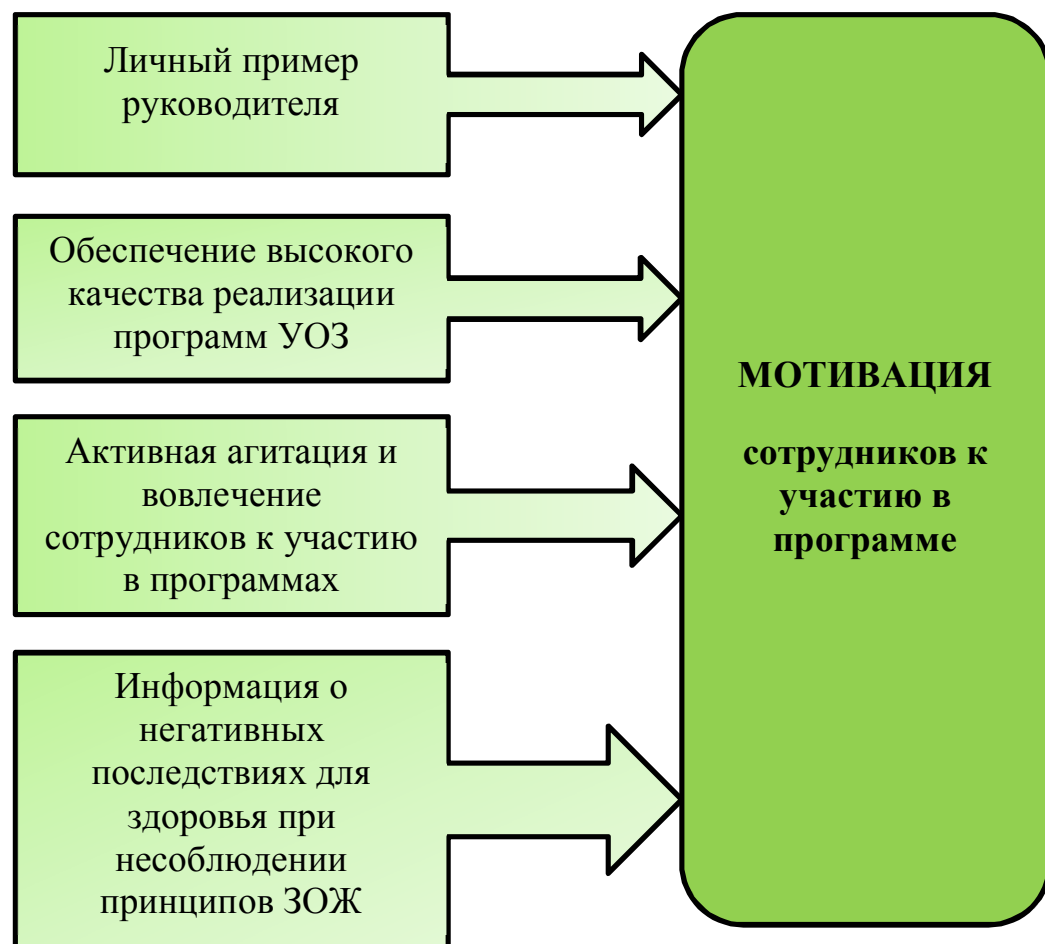 Личный пример
руководителя
Обеспечение высокого
качества реализации
программ УОЗ
Активная агитация и
вовлечение
сотрудников к участию
в программах
Информация о
негативных
последствиях для
здоровья при
несоблюдении
принципов ЗОЖ
МОТИВАЦИЯ
сотрудников к
участию в
программе